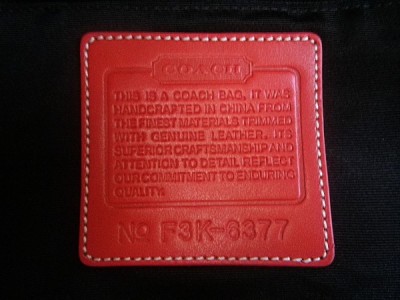 COACH
THIS IS A COACH BAG. IT WAS
HANDCRAFTED IN CHINA FROM
THE FINEST MATERIALS TRIMMED
WITH GENUINE LEATHER. ITS
SUPERIOR CRAFTSMANSHIP AND
ATTENTION TO DETAIL REFLECT
OUR COMMITMENT TO ENDURING
QUALITY.
No F3K-6377